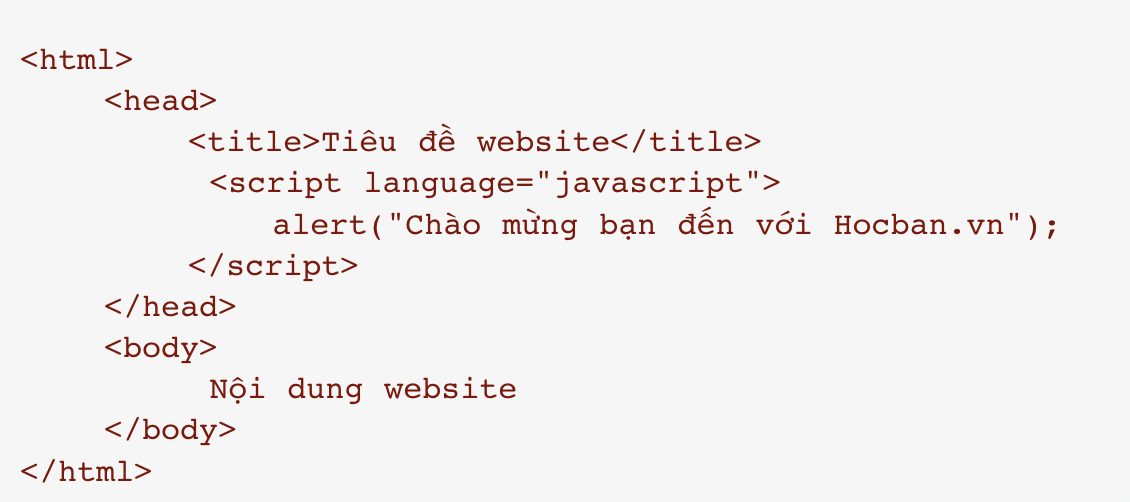 <html>
<head>
<title>Tiêu đề website</title>
<script language="javascript">
alert("Chào mừng bạn đến với Hocban.vn");
</script>
</head>
<body>
Nội dung website
</body>
</html>